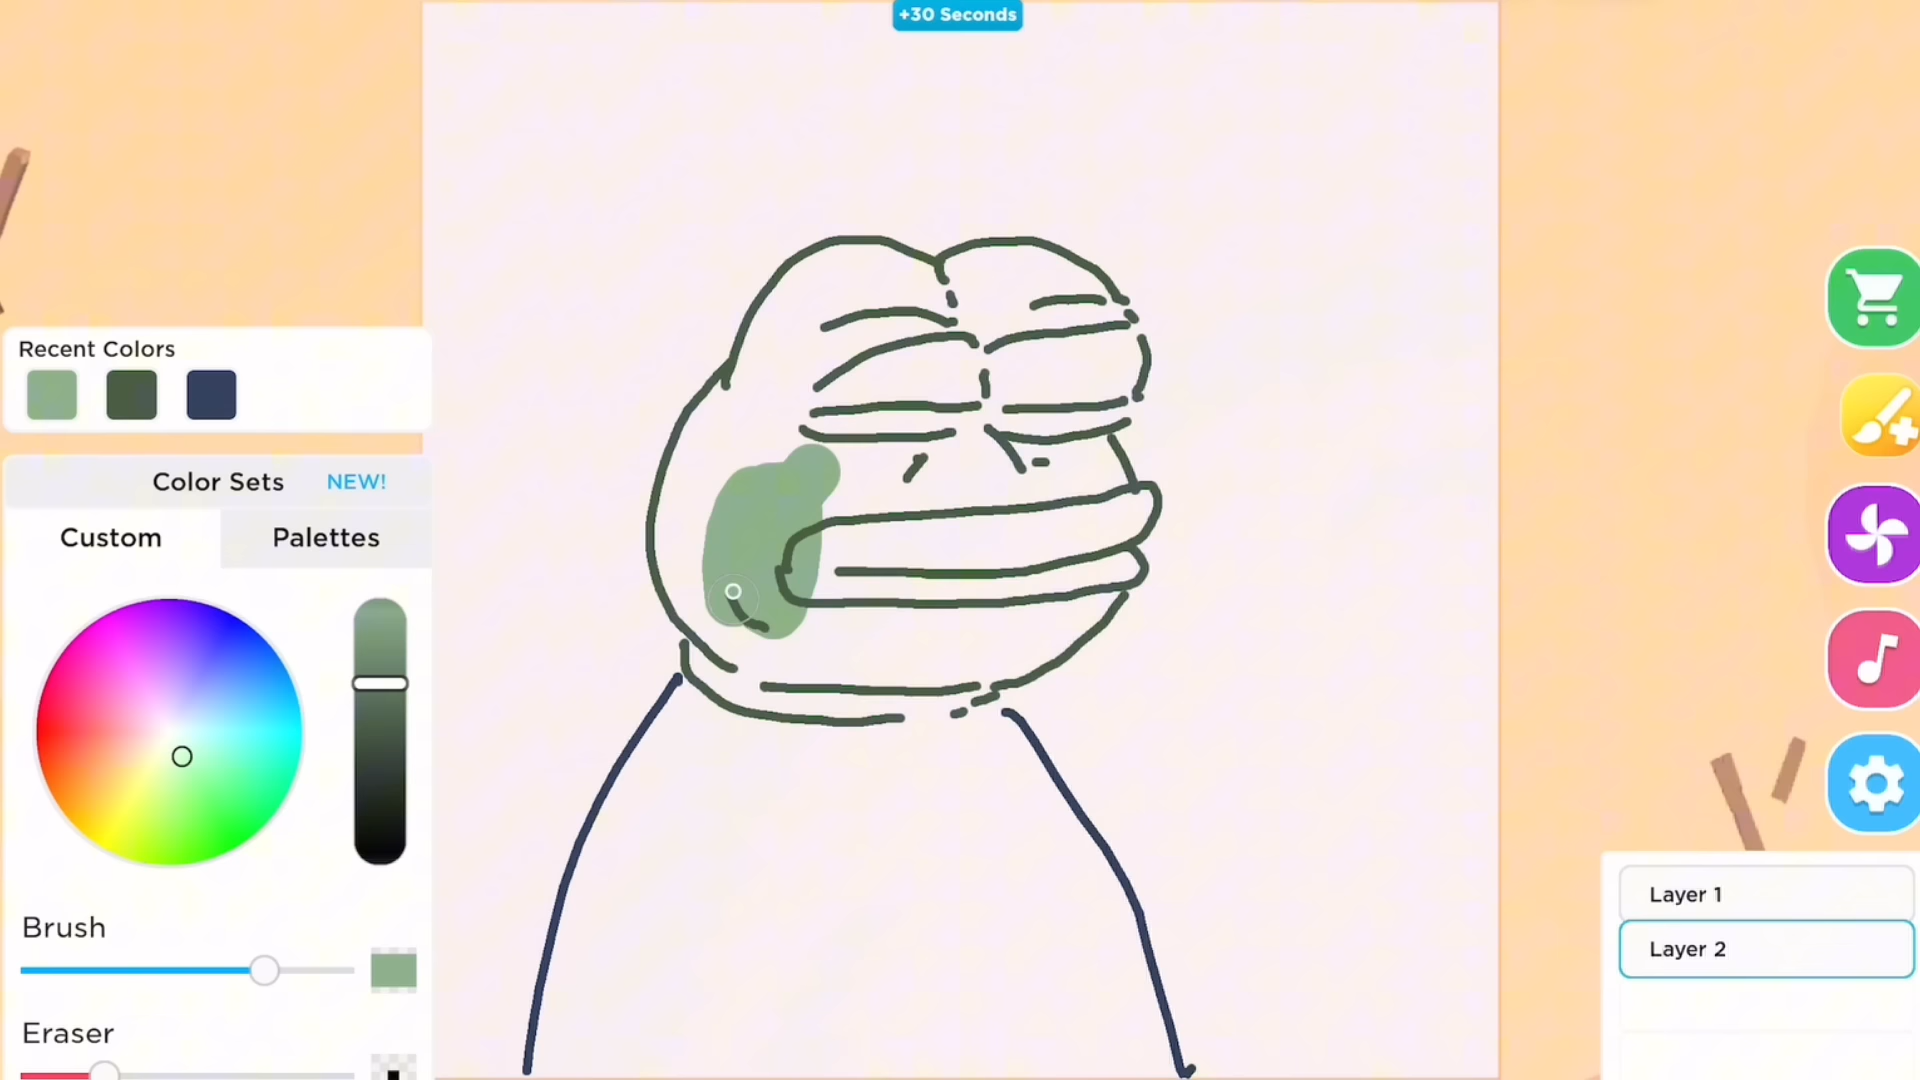 +30 Seconds
Recent Colors
Color Sets NEW!
Custom Palettes
Brush
Eraser
Layer 1
Layer 2